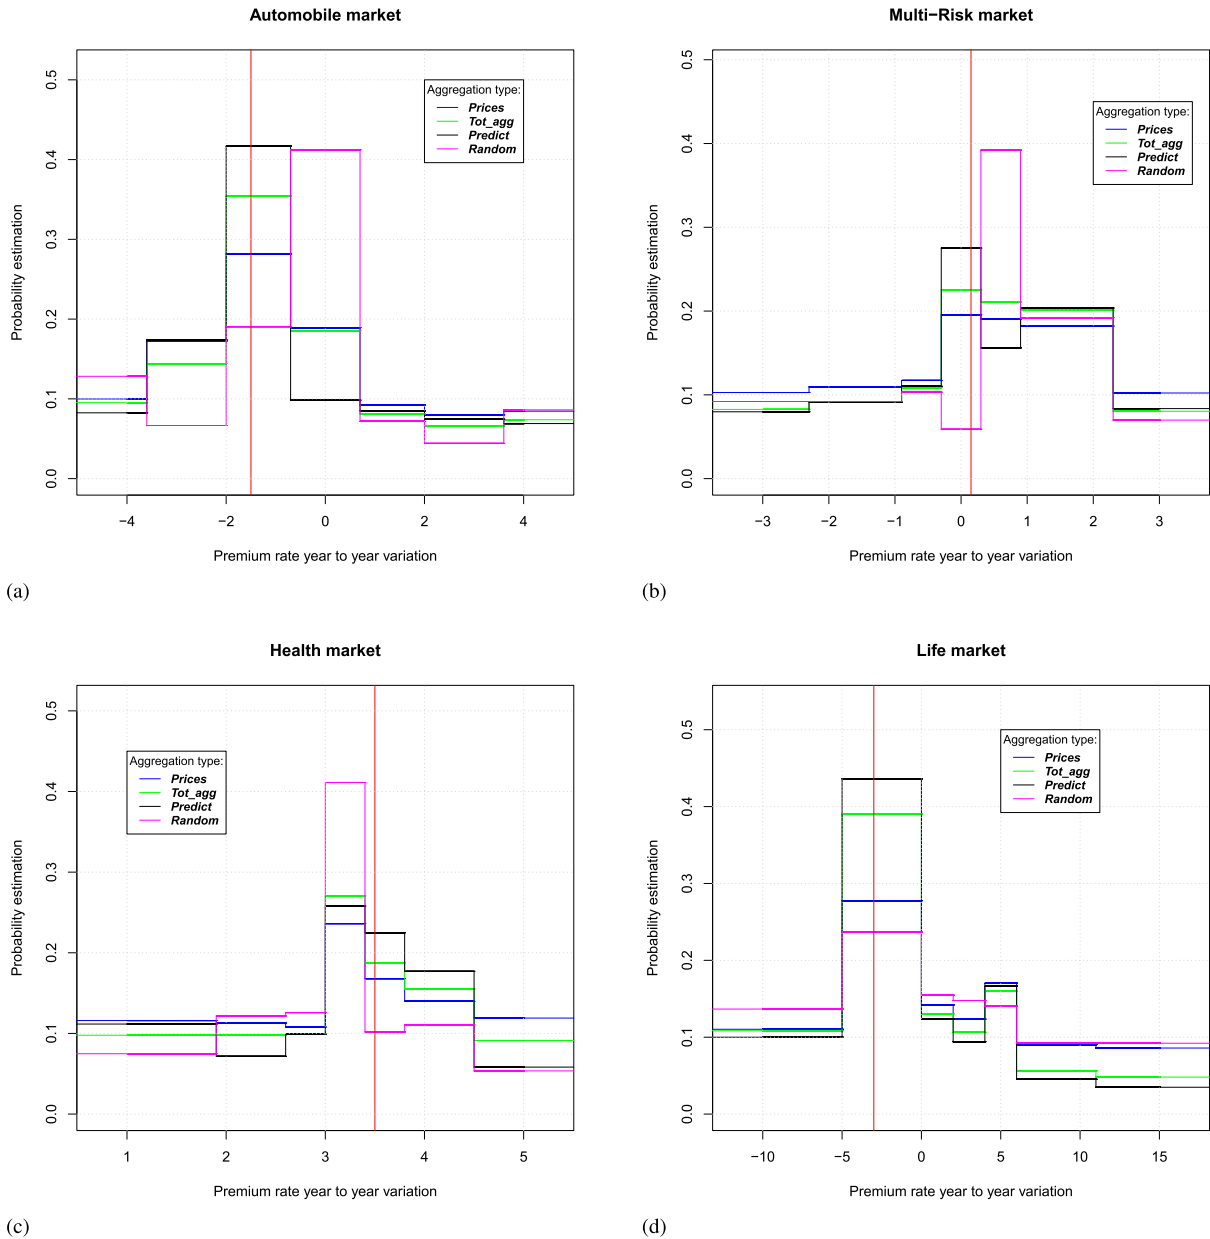 Automobile market
Probability estimation
0.0 0.1 0.2 0.3 0.4 0.5
Aggregation type:
Prices
Tot_agg
Predict
Random
−4 −2 0 2 4
Premium rate year to year variation
(a)
Multi−Risk market
Probability estimation
0.0 0.1 0.2 0.3 0.4 0.5
Aggregation type:
Prices
Tot_agg
Predict
Random
−3 −2 −1 0 1 2 3
Premium rate year to year variation
(b)
Health market
Probability estimation
0.0 0.1 0.2 0.3 0.4 0.5
Aggregation type:
Prices
Tot_agg
Predict
Random
1 2 3 4 5
Premium rate year to year variation
(c)
Life market
Probability estimation
0.0 0.1 0.2 0.3 0.4 0.5
Aggregation type:
Prices
Tot_agg
Predict
Random
−10 −5 0 5 10 15
Premium rate year to year variation
(d)